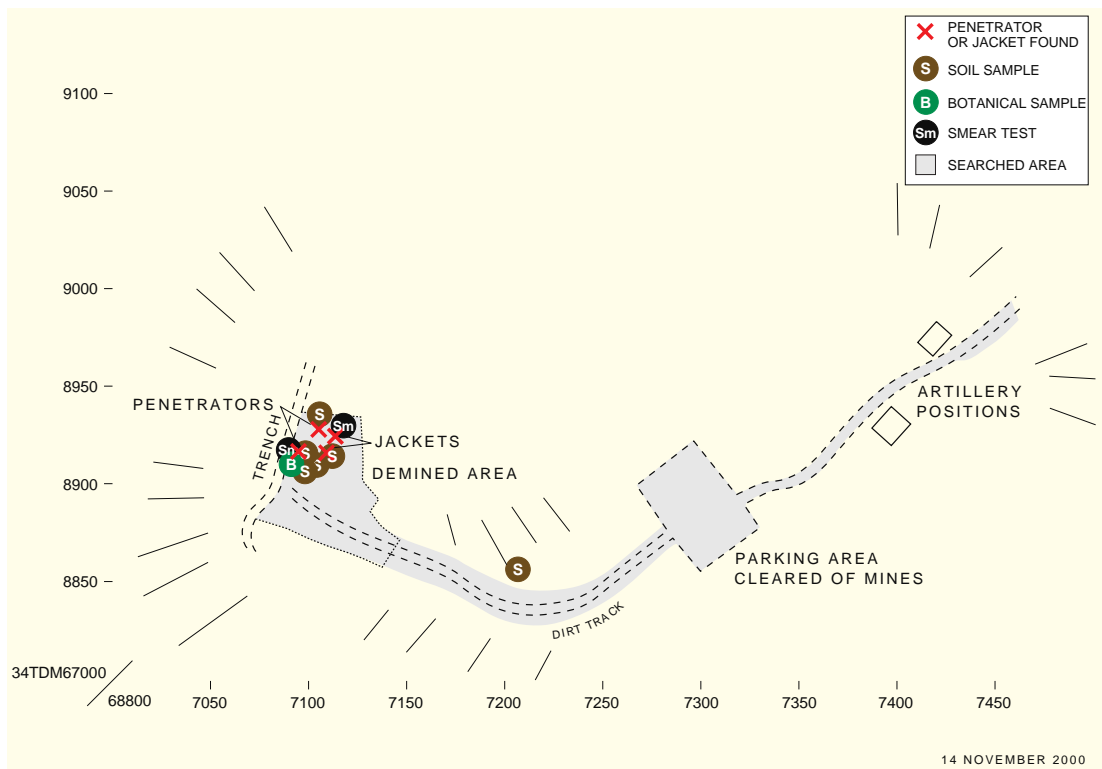 PENETRATOR
OR JACKET FOUND
S SOIL SAMPLE
B BOTANICAL SAMPLE
Sm SMEAR TEST
SEARCHED AREA
9100
9050
9000
8950
8900
8850
PENETRATORS
TRENCH
S
Sm
JACKETS
Sm
S
S
B
S
S
DEMINED AREA
S
ARTILLERY
POSITIONS
PARKING AREA
CLEARED OF MINES
DIRT TRACK
34TDM67000
68800
7050
7100
7150
7200
7250
7300
7350
7400
7450
14 NOVEMBER 2000